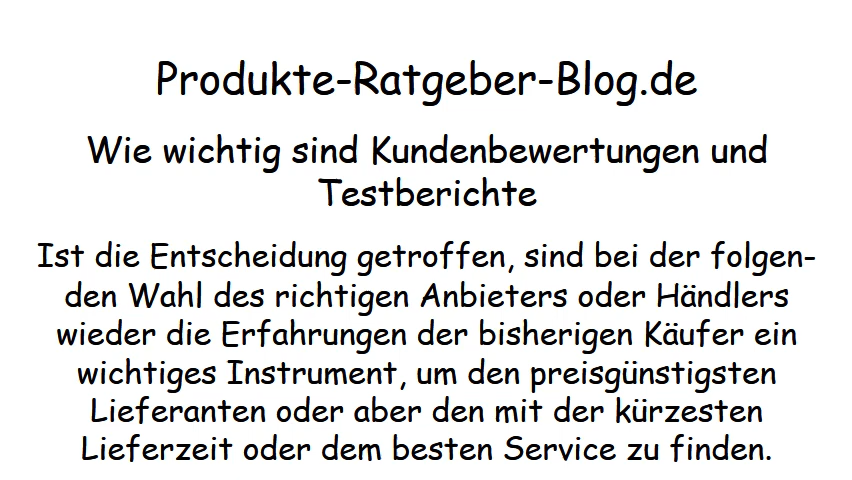 Produkte-Ratgeber-Blog.de
Wie wichtig sind Kundenbewertungen und
Testberichte
Ist die Entscheidung getroffen, sind bei der folgen-
den Wahl des richtigen Anbieters oder Händlers
wieder die Erfahrungen der bisherigen Käufer ein
wichtiges Instrument, um den preisgünstigsten
Lieferanten oder aber den mit der kürzesten
Lieferzeit oder dem besten Service zu finden.